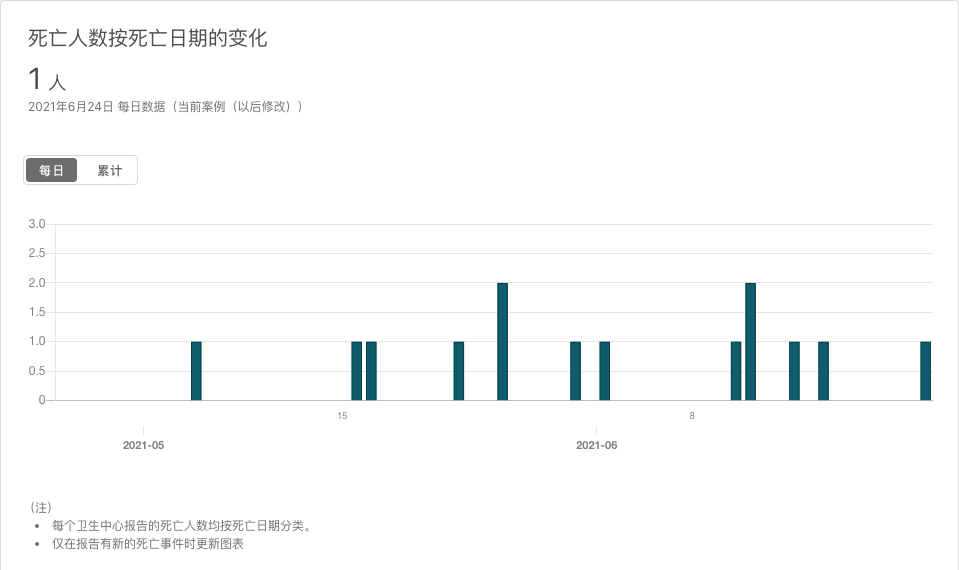 死亡人数按死亡日期的变化
1 人
2021年6月24日 每日数据（当前案例（以后修改））
每日 累计
3.0
2.5
2.0
1.5
1.0
0.5
0
15 8
2021-05 2021-06
（注）
• 每个卫生中心报告的死亡人数均按死亡日期分类。
• 仅在报告有新的死亡事件时更新图表